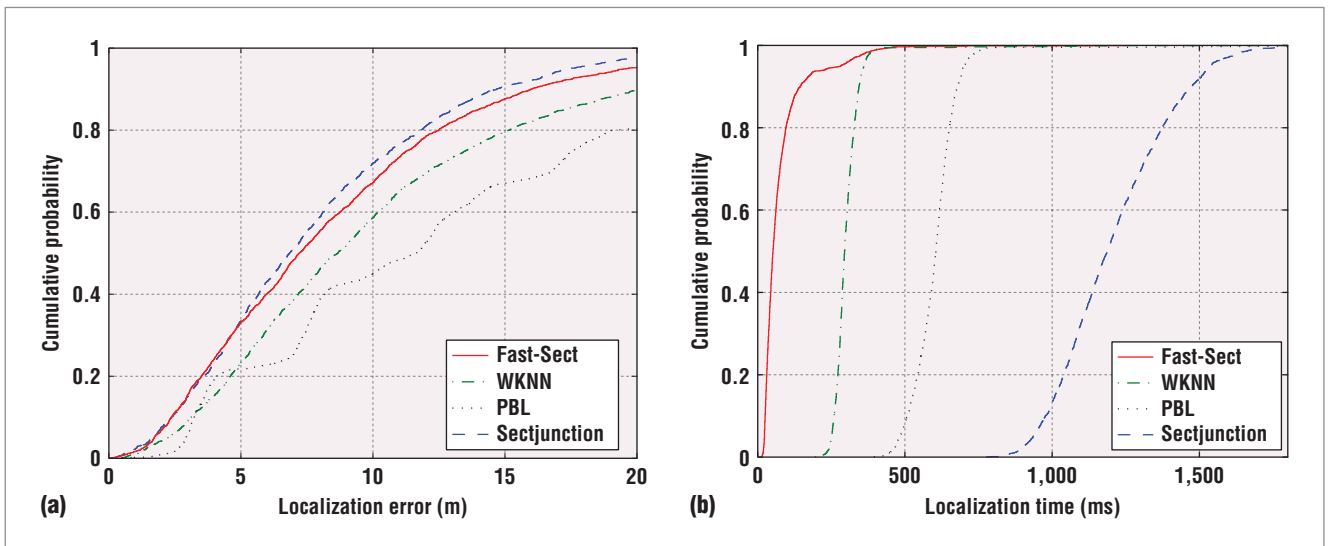 1
0.8
0.6
0.4
0.2
0
Cumulative probability
0
5
10
15
20
Localization error (m)
Fast-Sect
WKNN
PBL
Sectjunction
(a)
1
0.8
0.6
0.4
0.2
0
Cumulative probability
0
500
1,000
1,500
Localization time (ms)
Fast-Sect
WKNN
PBL
Sectjunction
(b)